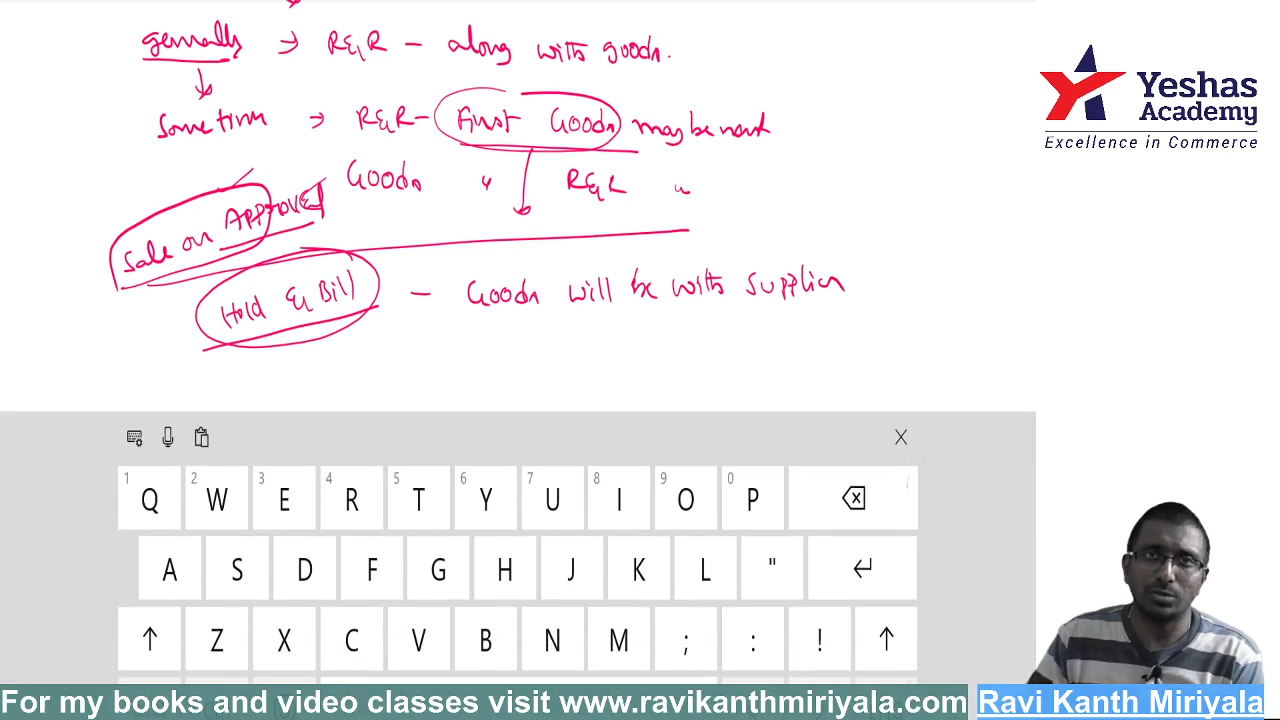 generally → R&R – along with goods.
Sometimes → R&R – First Goods may be next
Goods " R&R "
Sale on APPROVEL
Hold & Bill – Goods will be with supplier
Yeshas
Academy
Excellence in Commerce
1 2 3 4 5 6 7 8 9 0
Q W E R T Y U I O P
A S D F G H J K L "
↑ Z X C V B N M ; : ! ↑
For my books and video classes visit www.ravikanthmiriyala.com Ravi Kanth Miriyala